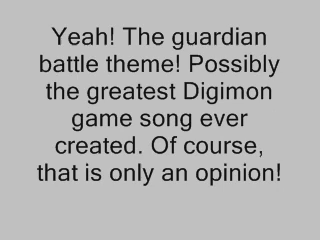 Yeah! The guardian
battle theme! Possibly
the greatest Digimon
game song ever
created. Of course,
that is only an opinion!